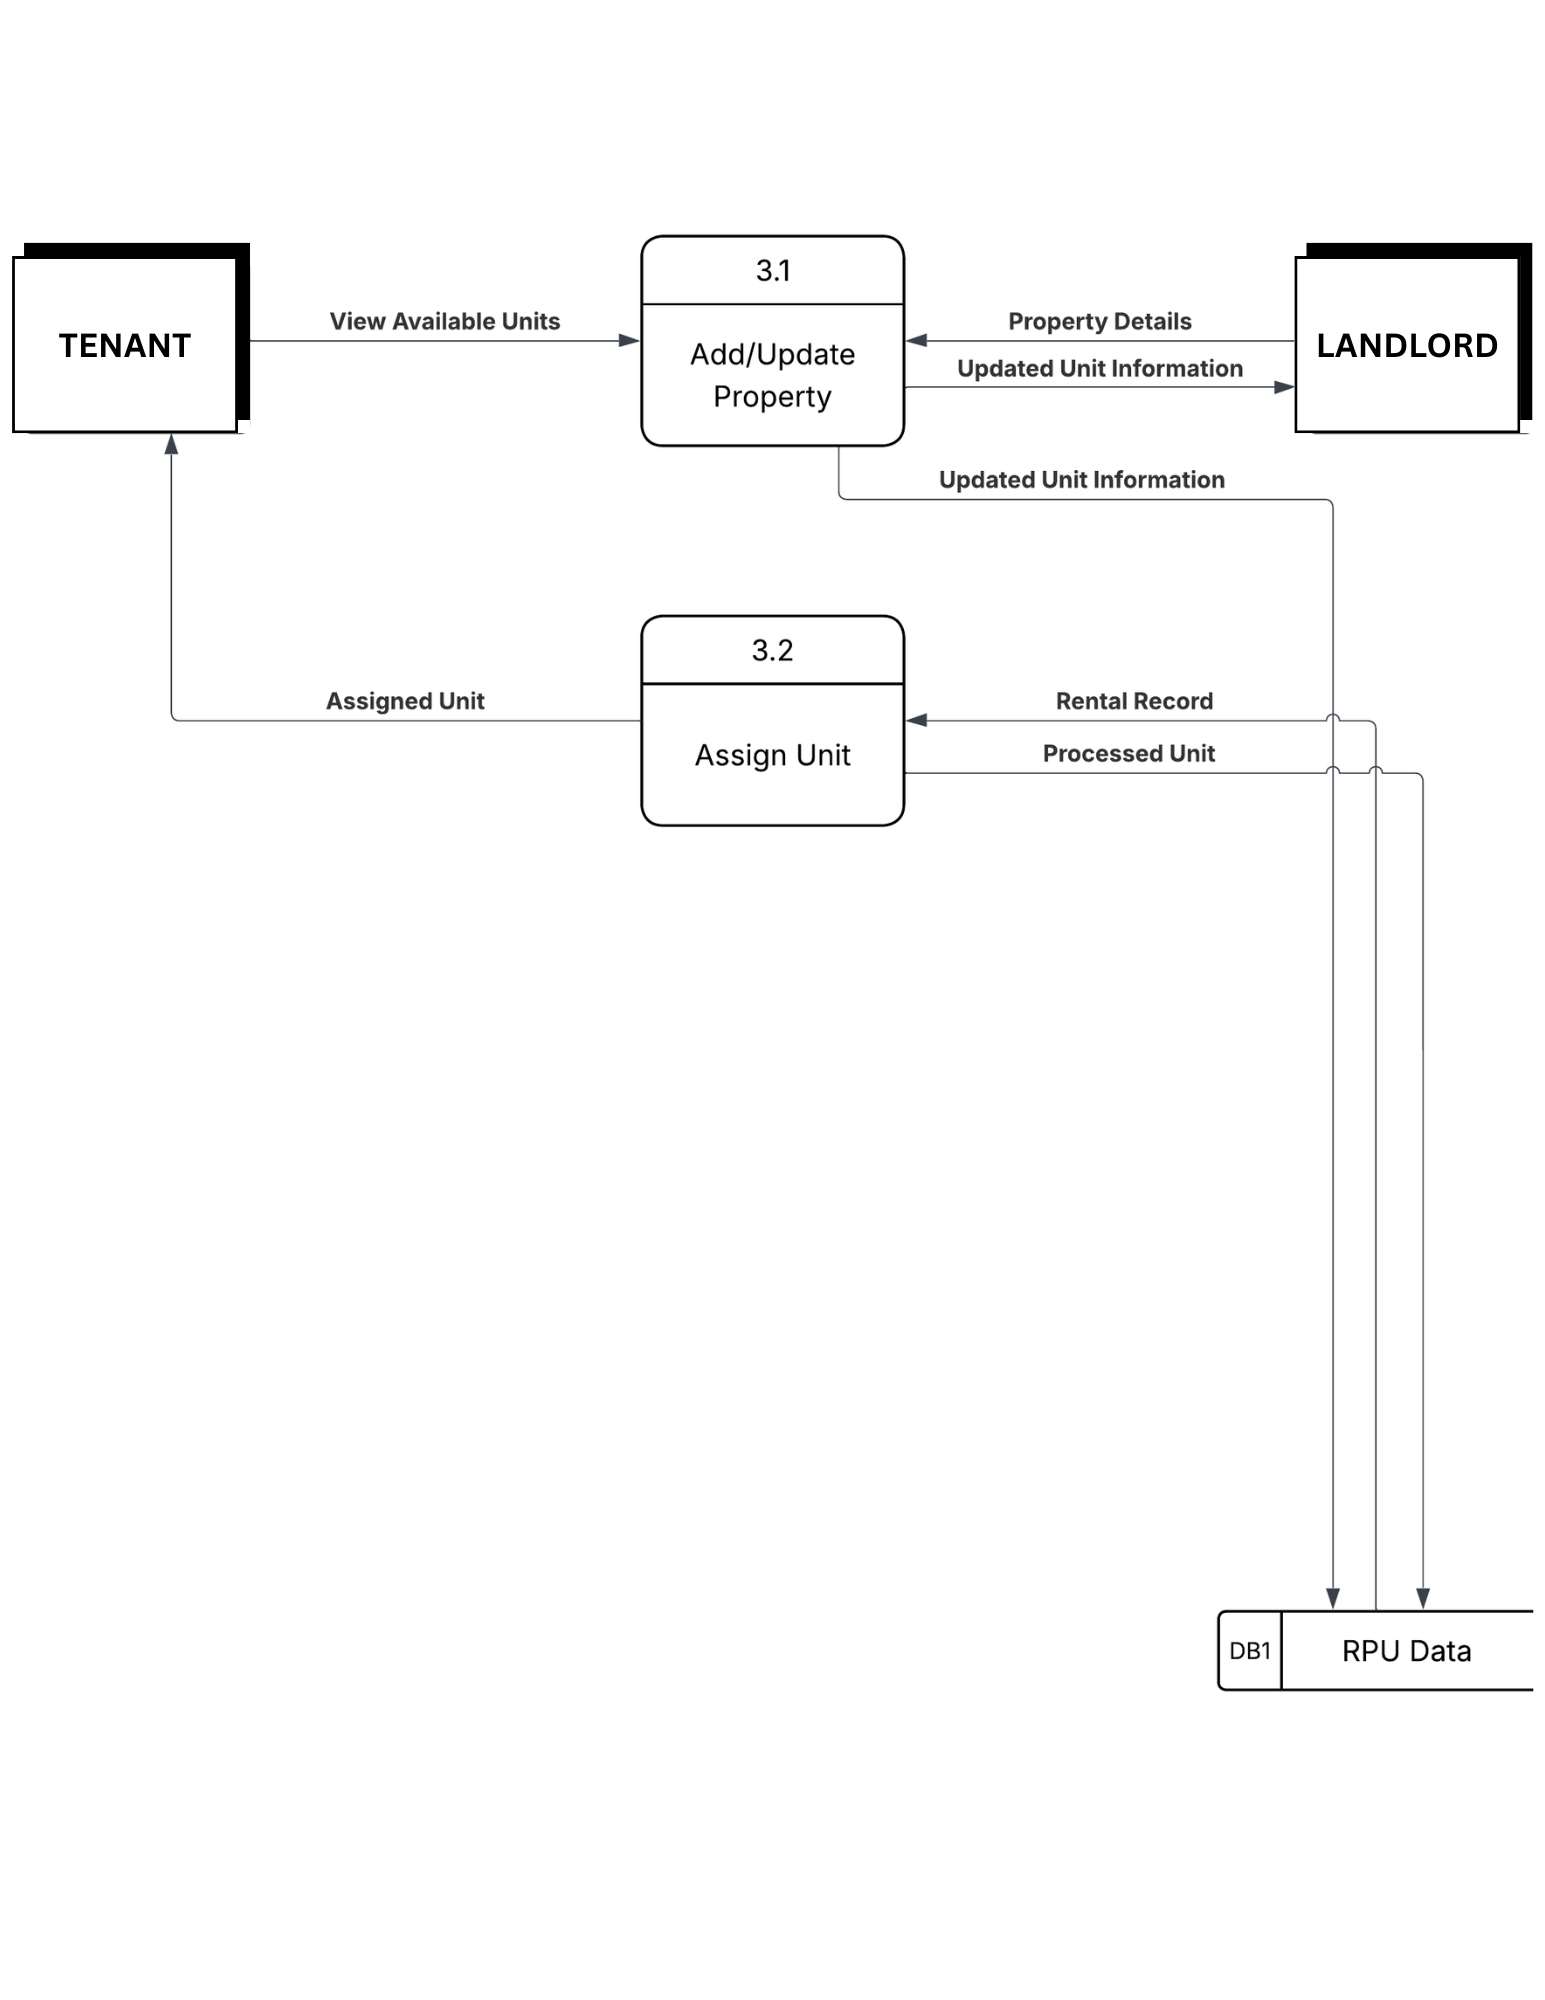 3.1
TENANT
View Available Units
Add/Update
Property
Property Details
Updated Unit Information
LANDLORD
Updated Unit Information
3.2
Assigned Unit
Assign Unit
Rental Record
Processed Unit
DB1
RPU Data